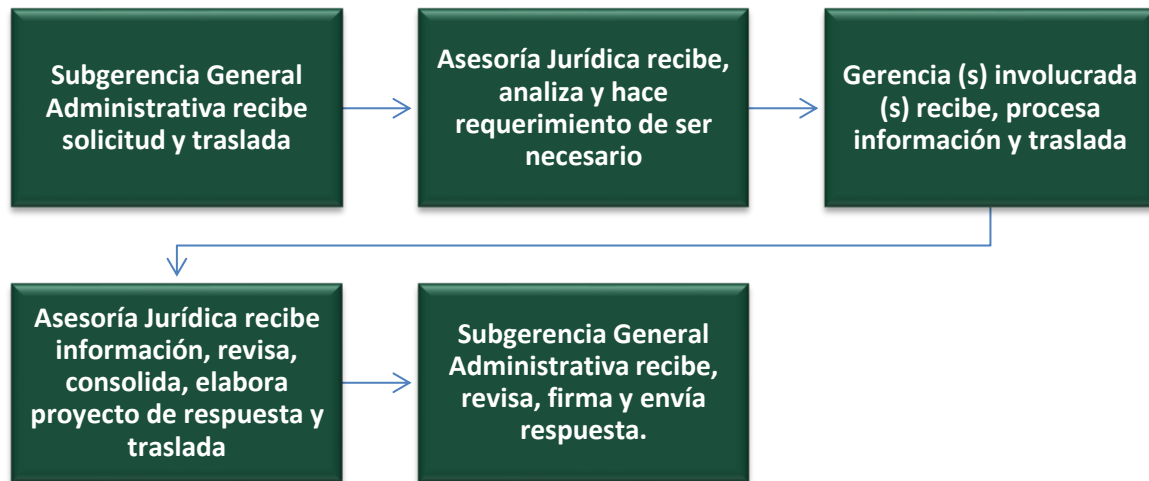 Subgerencia General
Administrativa recibe
solicitud y traslada
Asesoría Jurídica recibe,
analiza y hace
requerimiento de ser
necesario
Gerencia (s) involucrada
(s) recibe, procesa
información y traslada
Asesoría Jurídica recibe
información, revisa,
consolida, elabora
proyecto de respuesta y
traslada
Subgerencia General
Administrativa recibe,
revisa, firma y envía
respuesta.